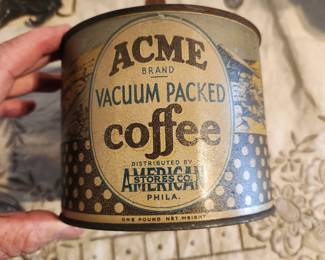 ACME
BRAND
VACUUM PACKED
coffee
DISTRIBUTED BY
AMERICAN
STORES CO.
PHILA.
ONE POUND NET WEIGHT